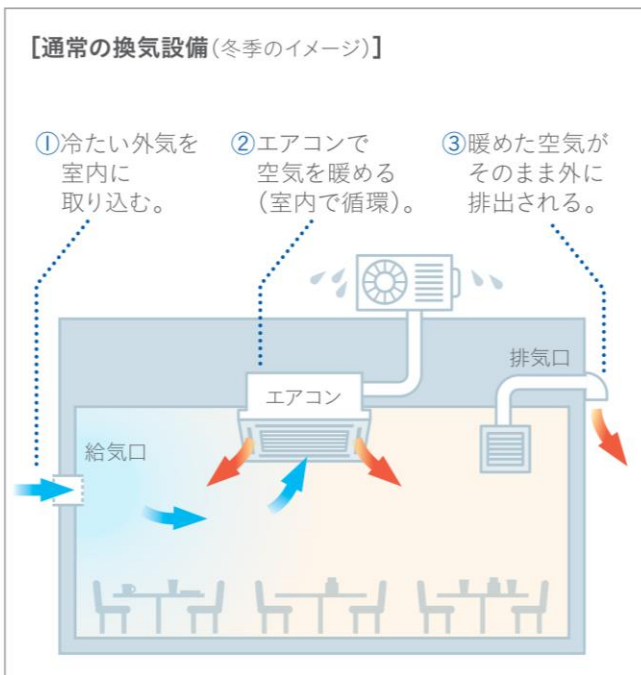 [通常の換気設備(冬季のイメージ)]
①冷たい外気を
室内に
取り込む。
②エアコンで
空気を暖める
(室内で循環)。
③暖めた空気が
そのまま外に
排出される。
排気口
エアコン
給気口